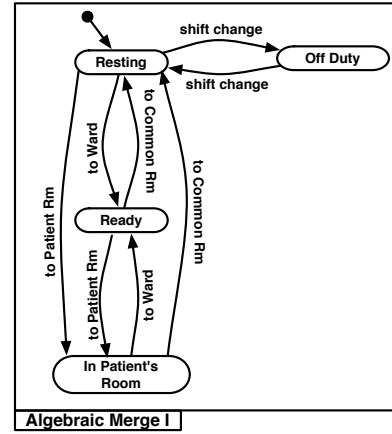 shift change
Resting
Off Duty
shift change
to Ward
to Common Rm
to Common Rm
to Patient Rm
Ready
to Patient Rm
to Ward
In Patient's
Room
Algebraic Merge I